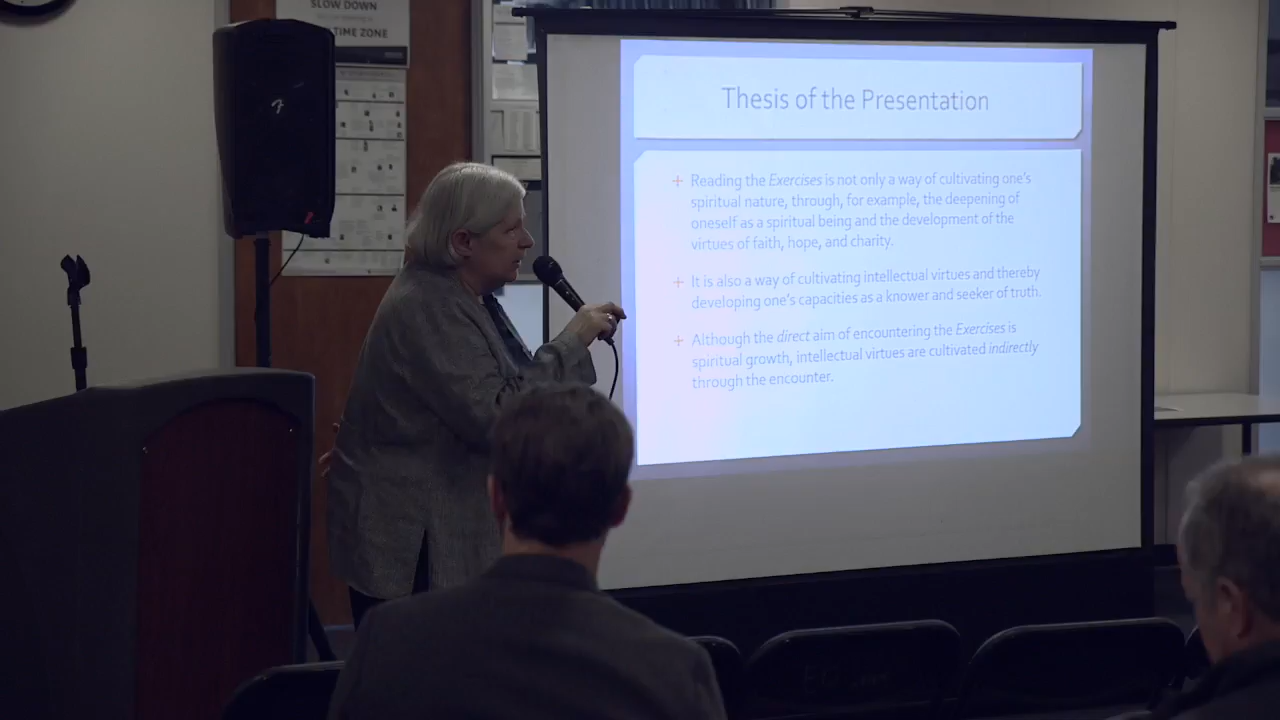 SLOW DOWN
TIME ZONE
Thesis of the Presentation
Reading the Exercises is not only a way of cultivating one's
spiritual nature, through, for example, the deepening of
oneself as a spiritual being and the development of the
virtues of faith, hope, and charity.
It is also a way of cultivating intellectual virtues and thereby
developing one's capacities as a knower and seeker of truth.
Although the direct aim of encountering the Exercises is
spiritual growth, intellectual virtues are cultivated indirectly
through the encounter.